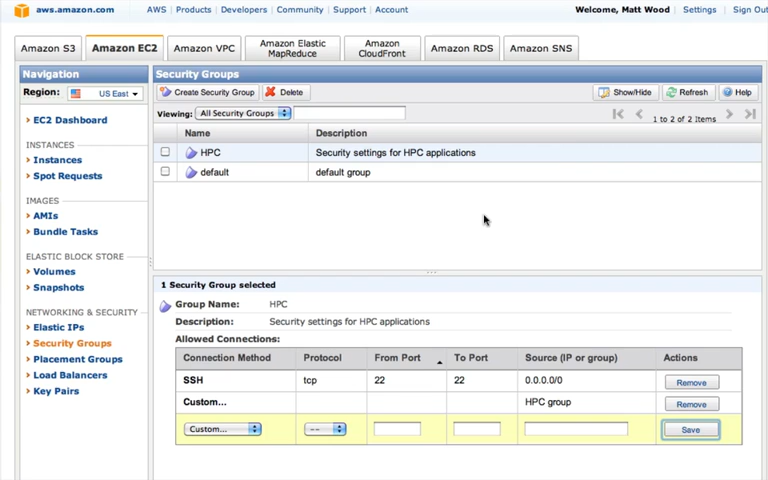 aws.amazon.com AWS | Products | Developers | Community | Support | Account Welcome, Matt Wood | Settings | Sign Out
Amazon S3 Amazon EC2 Amazon VPC Amazon Elastic MapReduce Amazon CloudFront Amazon RDS Amazon SNS
Navigation
Region: US East
EC2 Dashboard
INSTANCES
Instances
Spot Requests
IMAGES
AMIs
Bundle Tasks
ELASTIC BLOCK STORE
Volumes
Snapshots
NETWORKING & SECURITY
Elastic IPs
Security Groups
Placement Groups
Load Balancers
Key Pairs
Security Groups
Create Security Group Delete Show/Hide Refresh Help
Viewing: All Security Groups 1 to 2 of 2 Items
Name Description
HPC Security settings for HPC applications
default default group
1 Security Group selected
Group Name: HPC
Description: Security settings for HPC applications
Allowed Connections:
Connection Method Protocol From Port To Port Source (IP or group) Actions
SSH tcp 22 22 0.0.0.0/0 Remove
Custom... HPC group Remove
Custom... -- Save